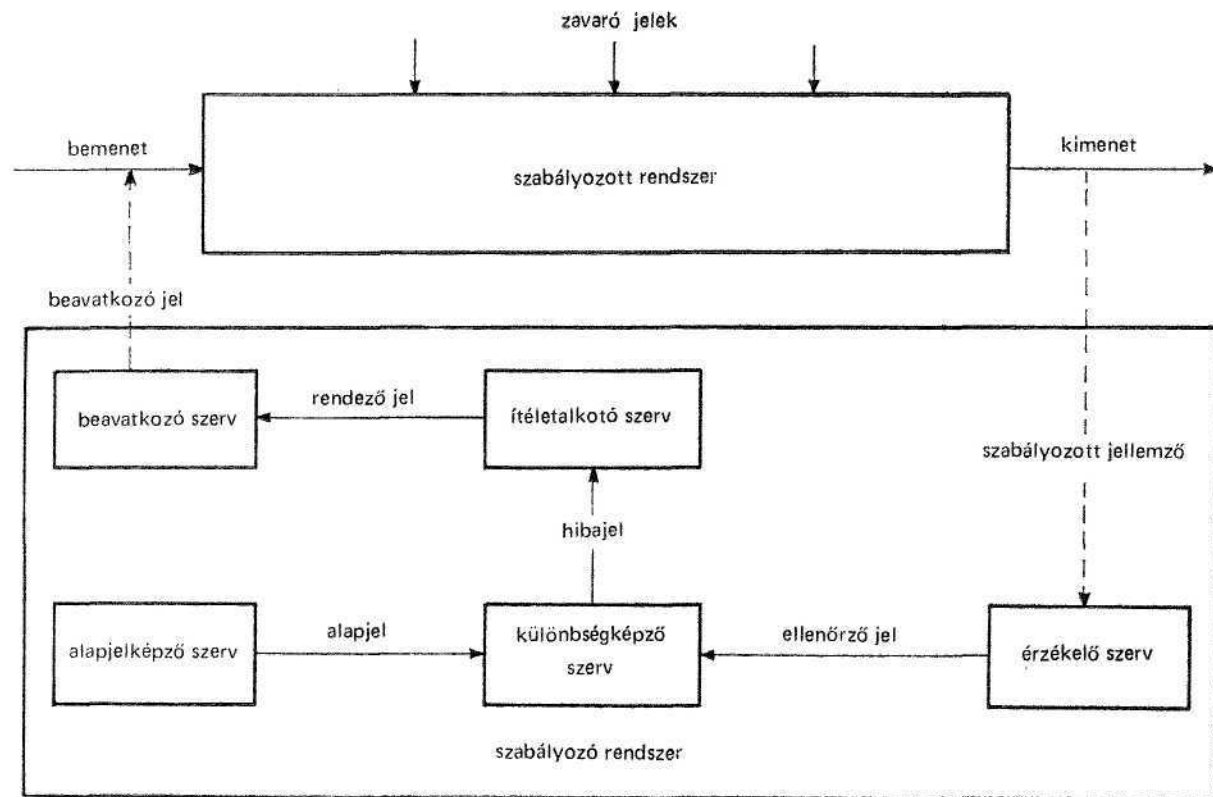 zavaró jelek
bemenet
kimenet
szabályozott rendszer
beavatkozó jel
rendező jel
beavatkozó szerv
ítéletalkotó szerv
szabályozott jellemző
hibajel
alapjel
ellenőrző jel
alapjelképző szerv
különbségképző
szerv
érzékelő szerv
szabályozó rendszer